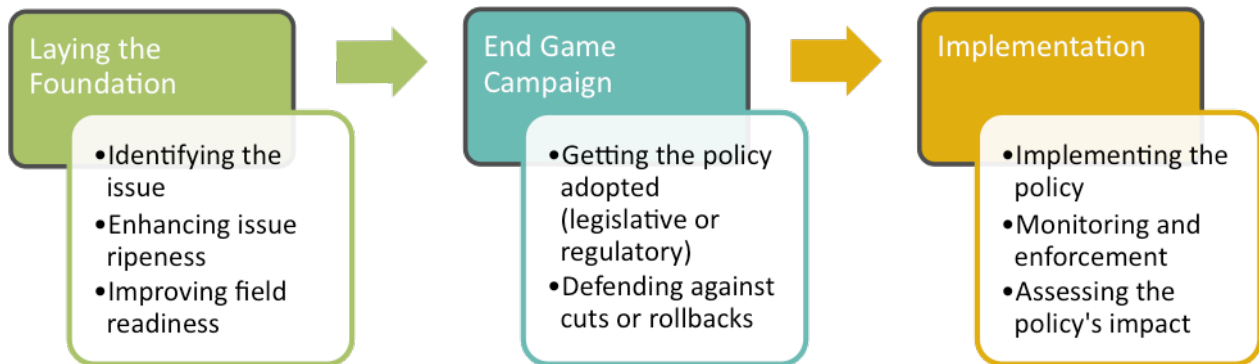 Laying the
Foundation
•Identifying the
issue
•Enhancing issue
ripeness
•Improving field
readiness
End Game
Campaign
•Getting the policy
adopted
(legislative or
regulatory)
•Defending against
cuts or rollbacks
Implementation
•Implementing the
policy
•Monitoring and
enforcement
•Assessing the
policy's impact